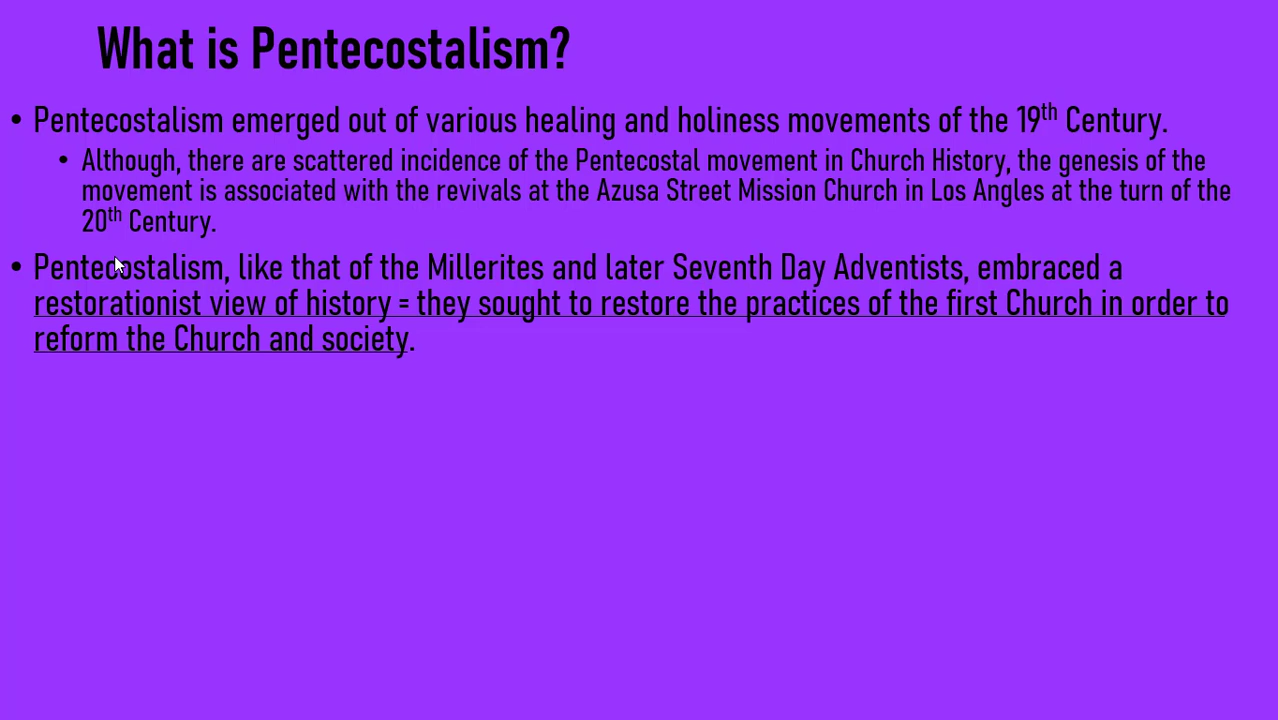 What is Pentecostalism?
• Pentecostalism emerged out of various healing and holiness movements of the 19th Century.
• Although, there are scattered incidence of the Pentecostal movement in Church History, the genesis of the
movement is associated with the revivals at the Azusa Street Mission Church in Los Angles at the turn of the
20th Century.
• Pentecostalism, like that of the Millerites and later Seventh Day Adventists, embraced a
restorationist view of history = they sought to restore the practices of the first Church in order to
reform the Church and society.